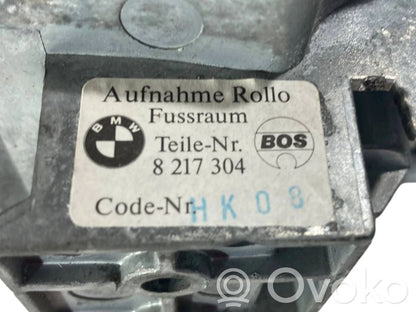 Aufnahme Rollo
Fussraum
BMW
Teile-Nr.
BOS
8 217 304
Code-Nr. HK08
Ovoko